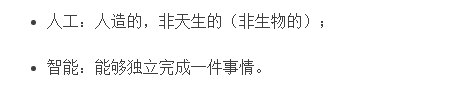 • 人工：人造的，非天生的（非生物的）；
• 智能：能够独立完成一件事情。